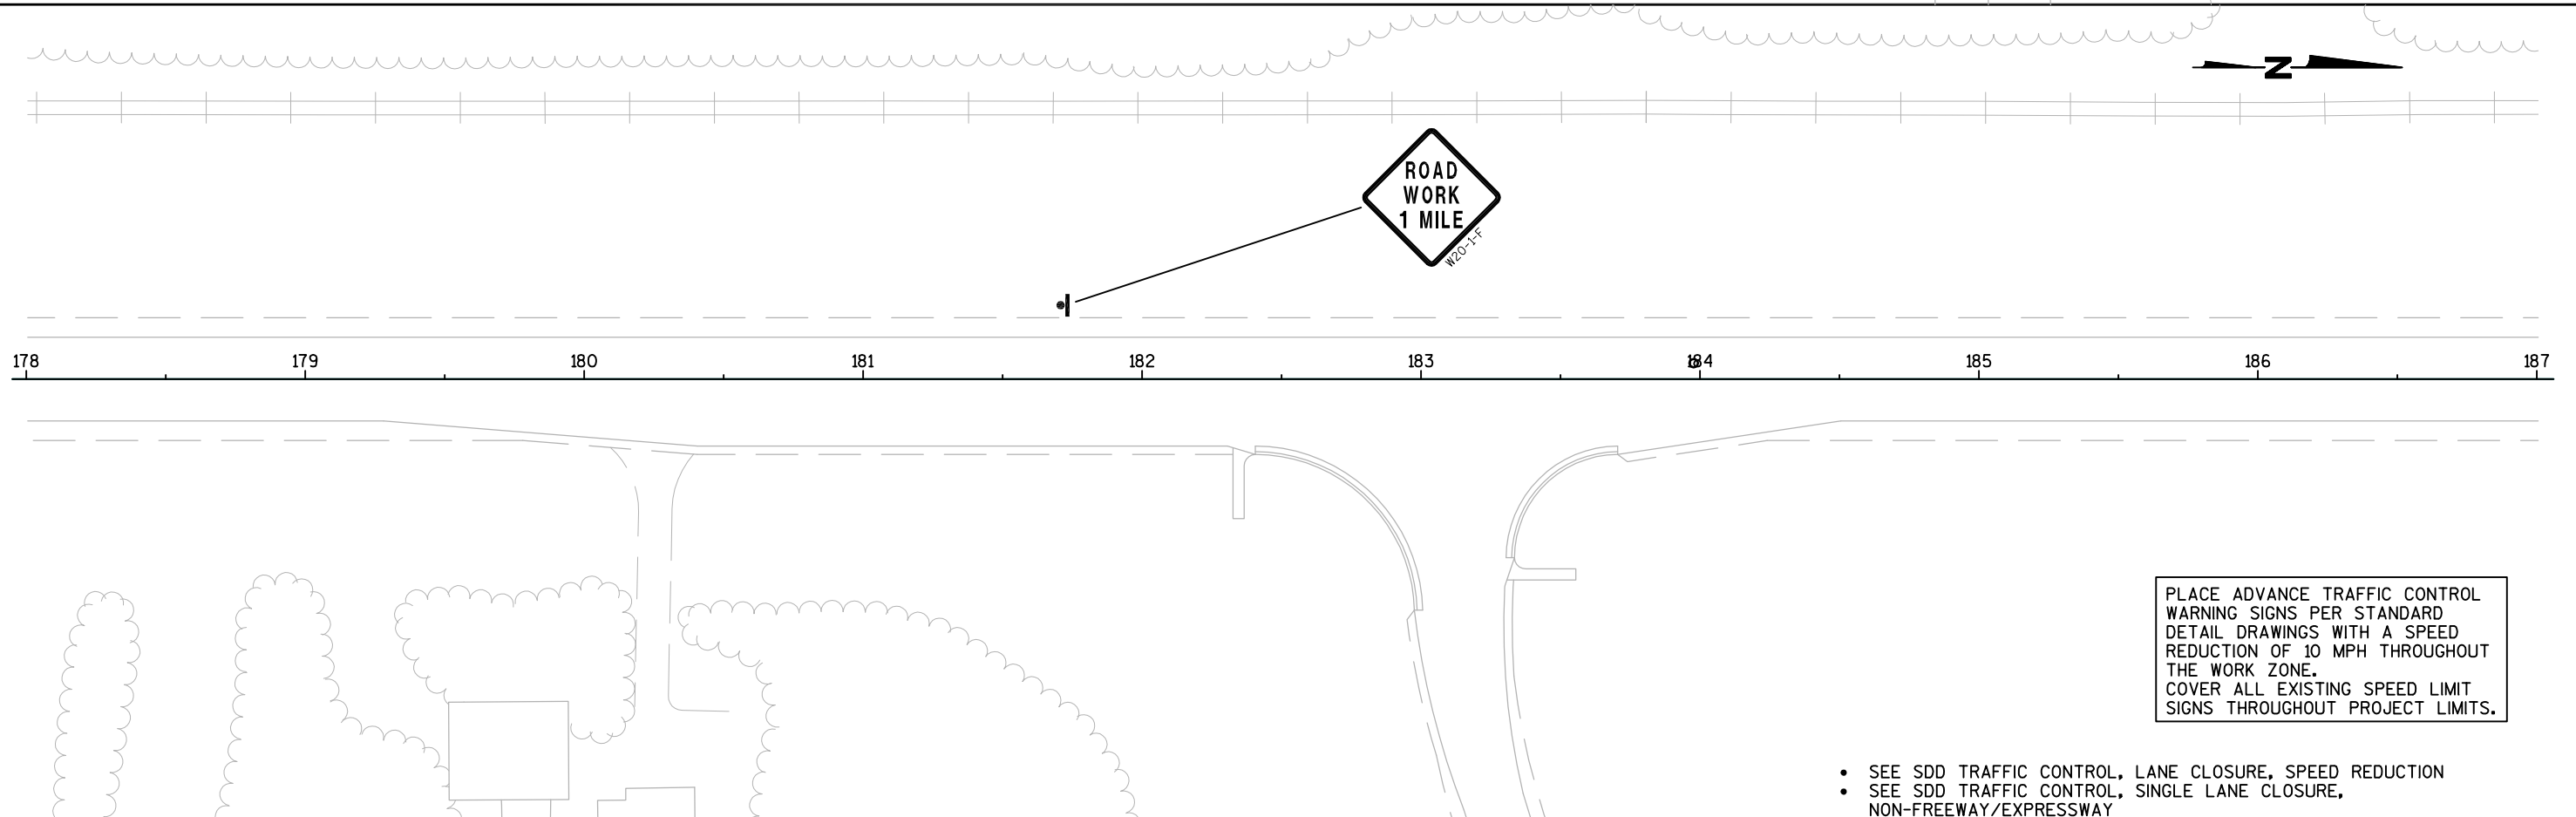 N
ROAD
WORK
1 MILE
W20-1-F
178 179 180 181 182 183 184 185 186 187
PLACE ADVANCE TRAFFIC CONTROL
WARNING SIGNS PER STANDARD
DETAIL DRAWINGS WITH A SPEED
REDUCTION OF 10 MPH THROUGHOUT
THE WORK ZONE.
COVER ALL EXISTING SPEED LIMIT
SIGNS THROUGHOUT PROJECT LIMITS.
• SEE SDD TRAFFIC CONTROL, LANE CLOSURE, SPEED REDUCTION
• SEE SDD TRAFFIC CONTROL, SINGLE LANE CLOSURE,
NON-FREEWAY/EXPRESSWAY